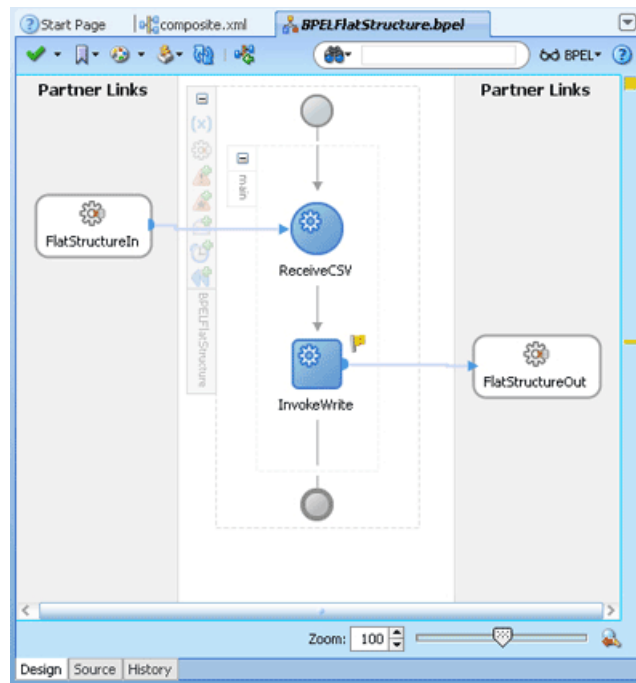 Start Page
composite.xml
BPELFlatStructure.bpel
BPEL
Partner Links
Partner Links
(x)
main
FlatStructureIn
ReceiveCSV
BPELFlatStructure
InvokeWrite
FlatStructureOut
Zoom: 100
Design Source History